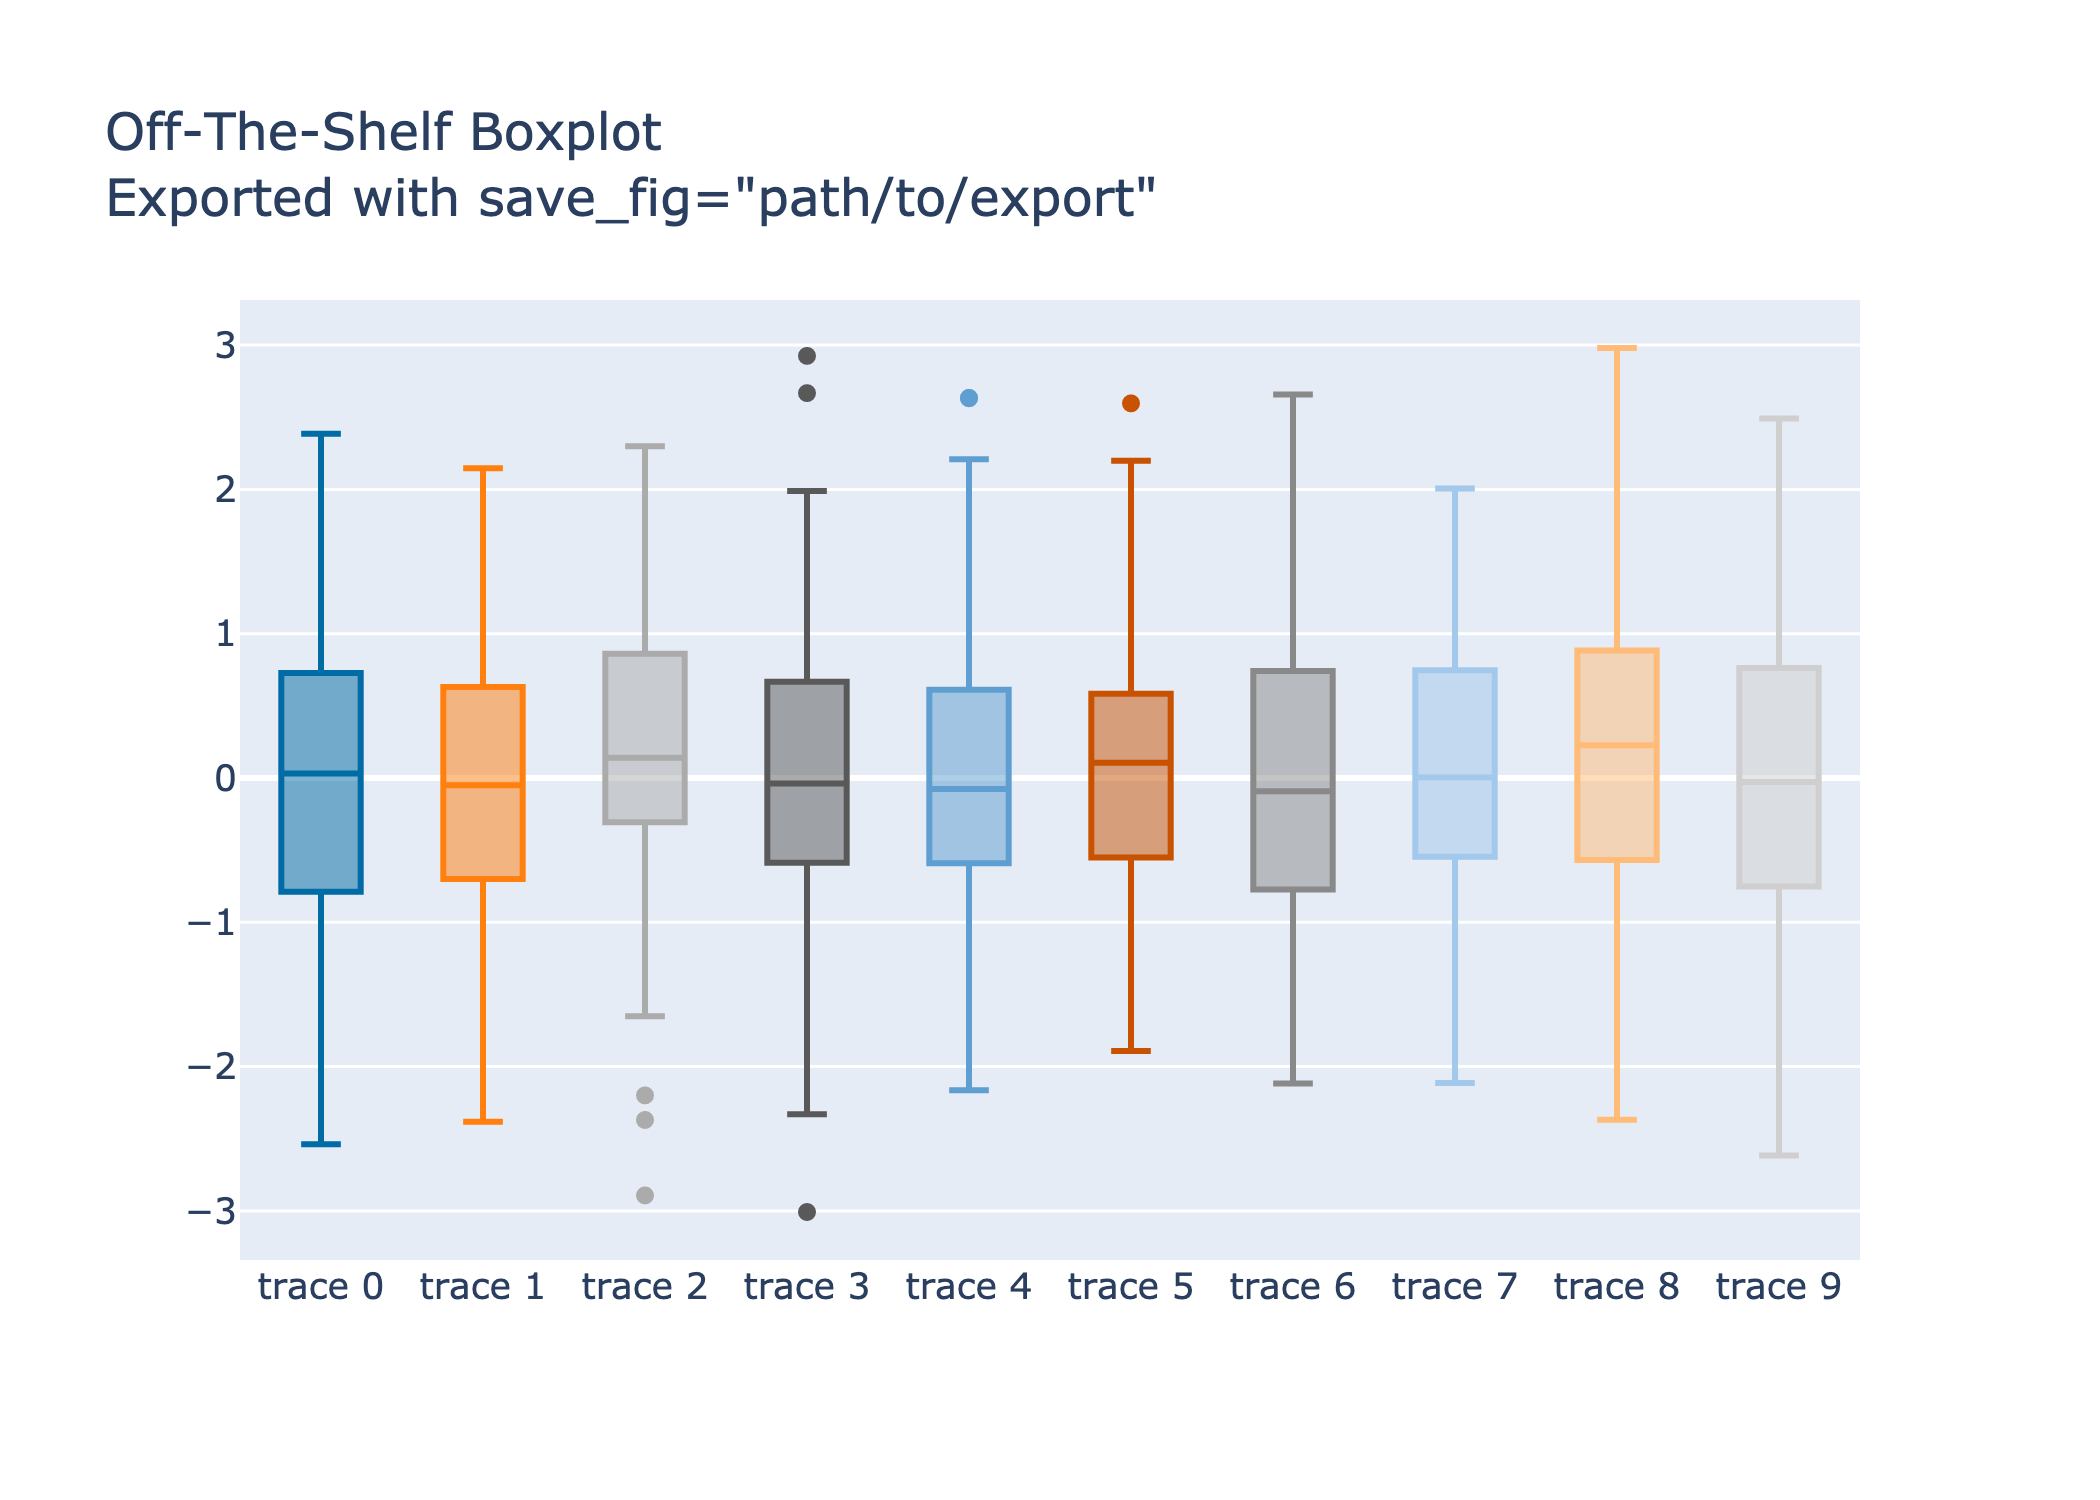 Off-The-Shelf Boxplot
Exported with save_fig="path/to/export"
3
2
1
0
−1
−2
−3
trace 0 trace 1 trace 2 trace 3 trace 4 trace 5 trace 6 trace 7 trace 8 trace 9